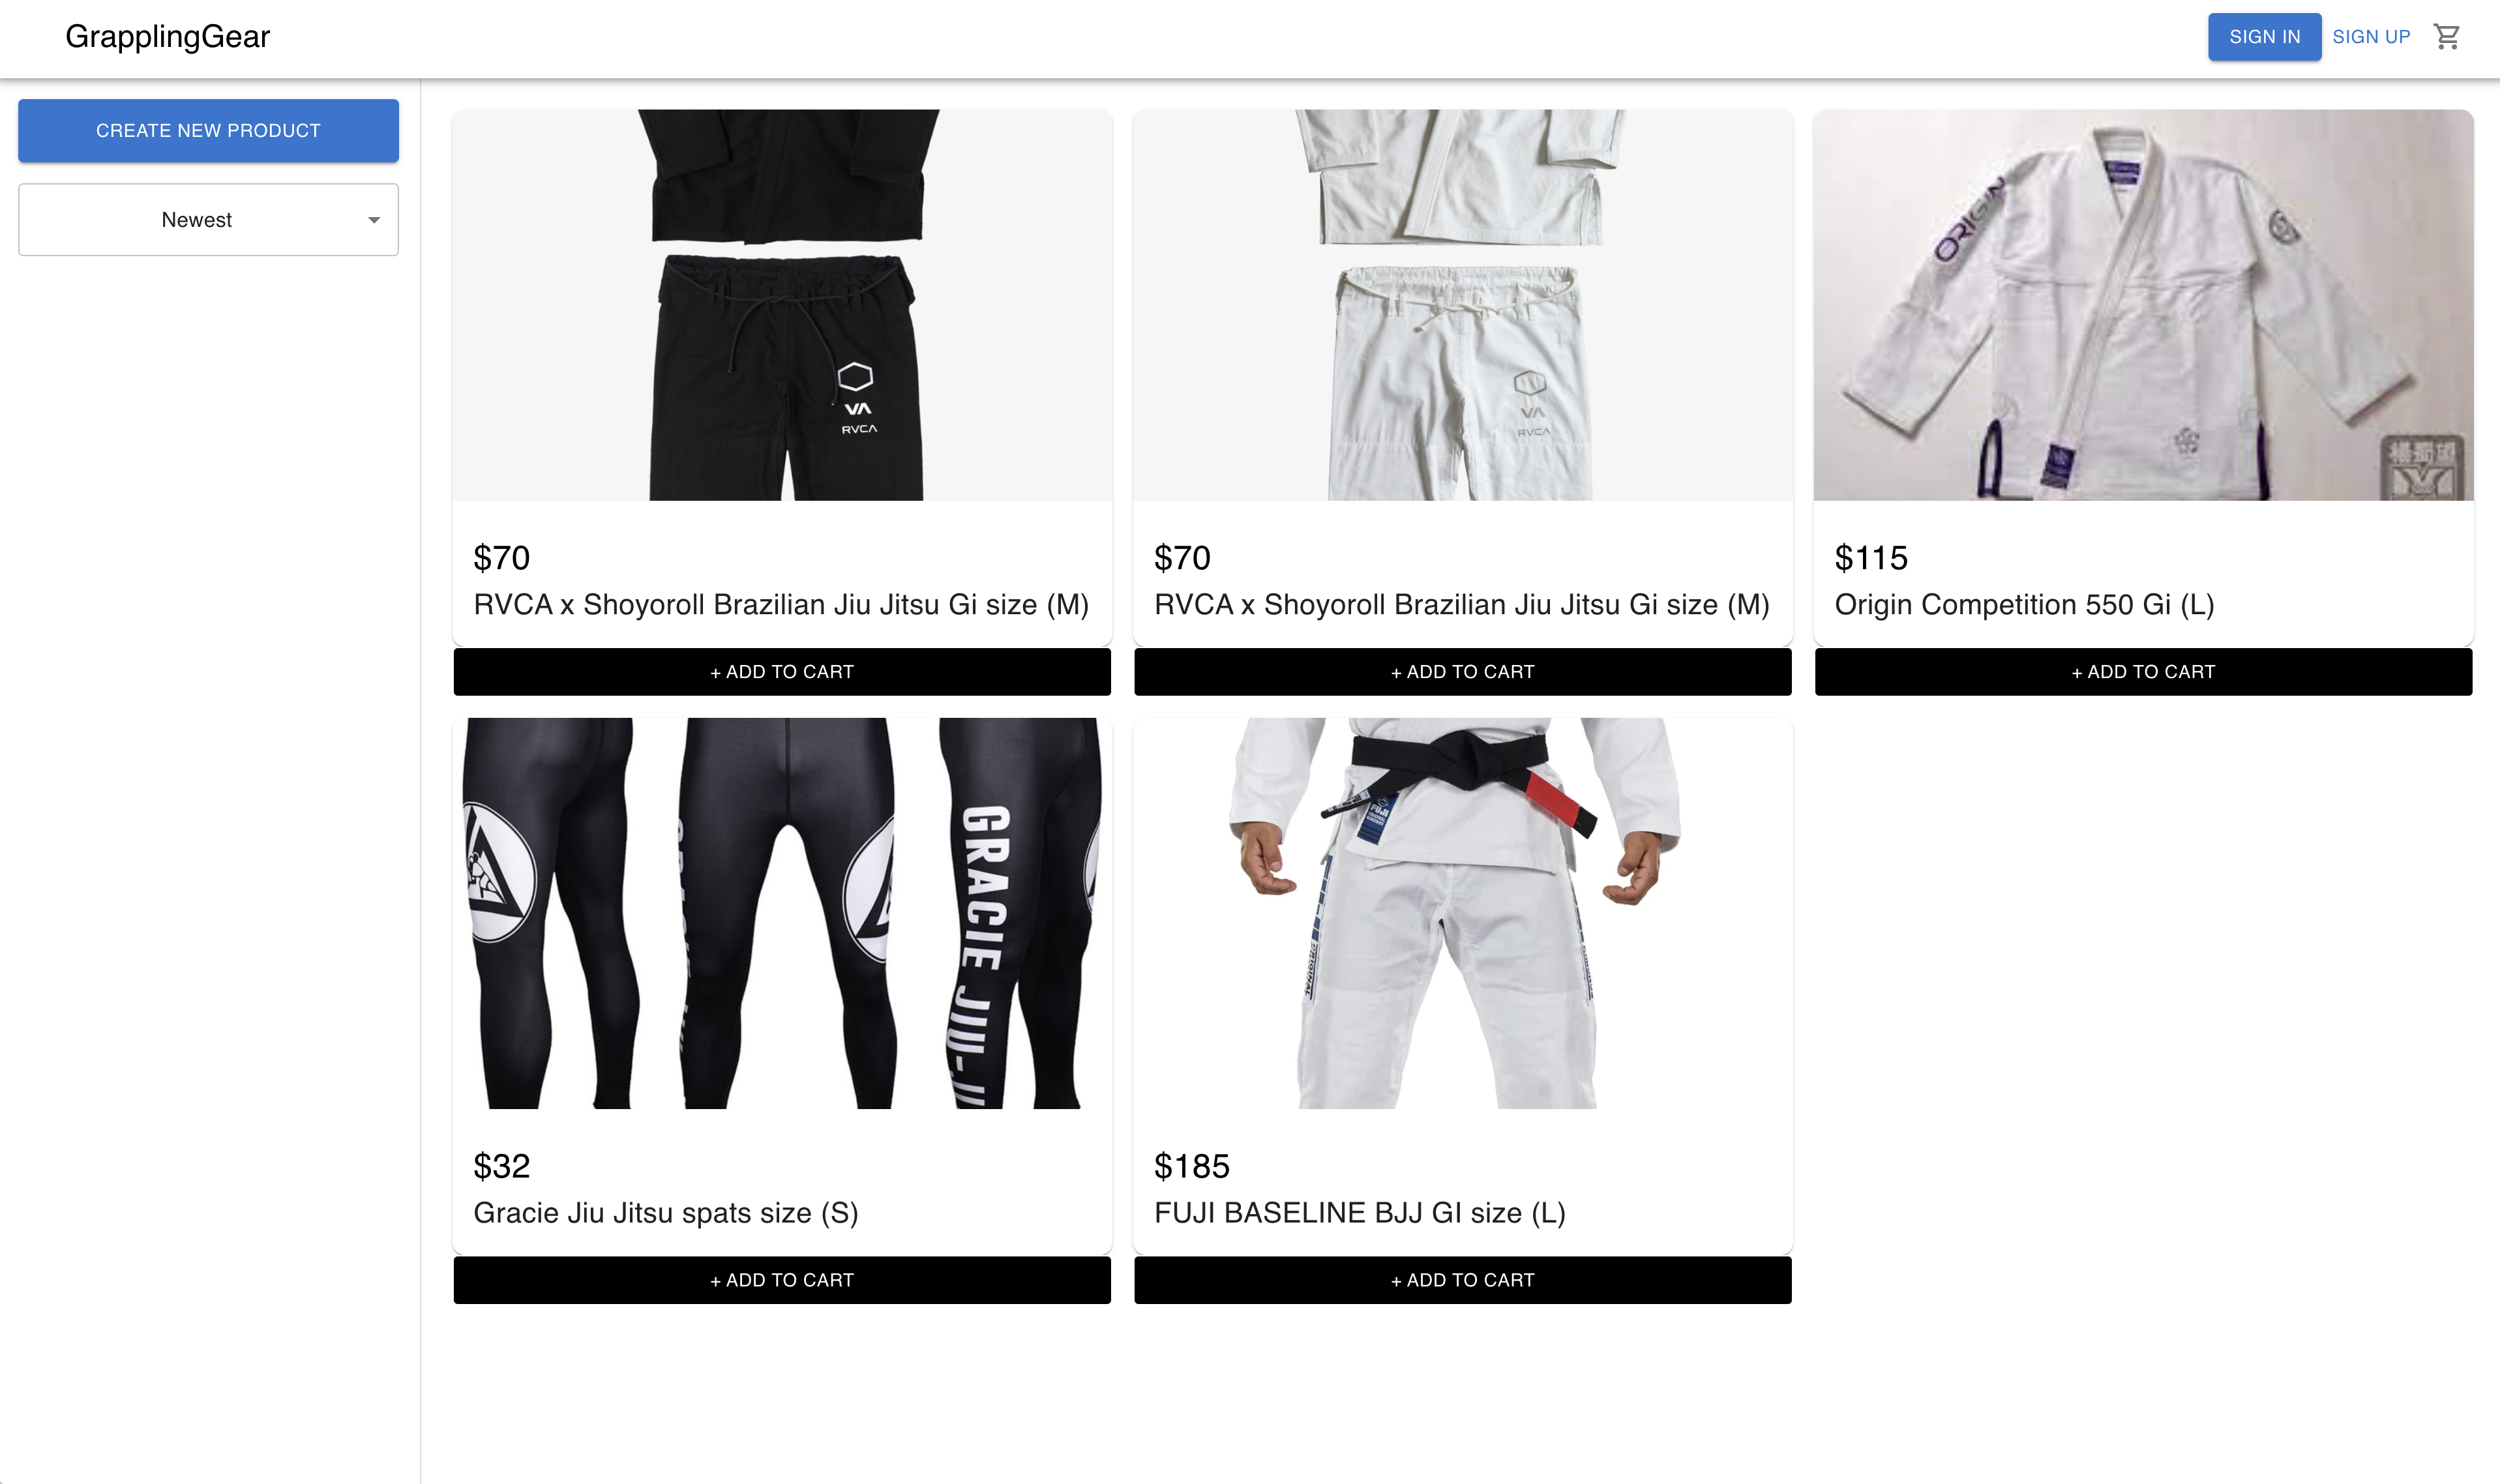 GrapplingGear
SIGN IN
SIGN UP
CREATE NEW PRODUCT
Newest
VA
RVCA
VA
RVCA
ORIGIN
$70
RVCA x Shoyoroll Brazilian Jiu Jitsu Gi size (M)
+ ADD TO CART
$70
RVCA x Shoyoroll Brazilian Jiu Jitsu Gi size (M)
+ ADD TO CART
$115
Origin Competition 550 Gi (L)
+ ADD TO CART
GRACIE JIU-JI
FUJI
$32
Gracie Jiu Jitsu spats size (S)
+ ADD TO CART
$185
FUJI BASELINE BJJ GI size (L)
+ ADD TO CART